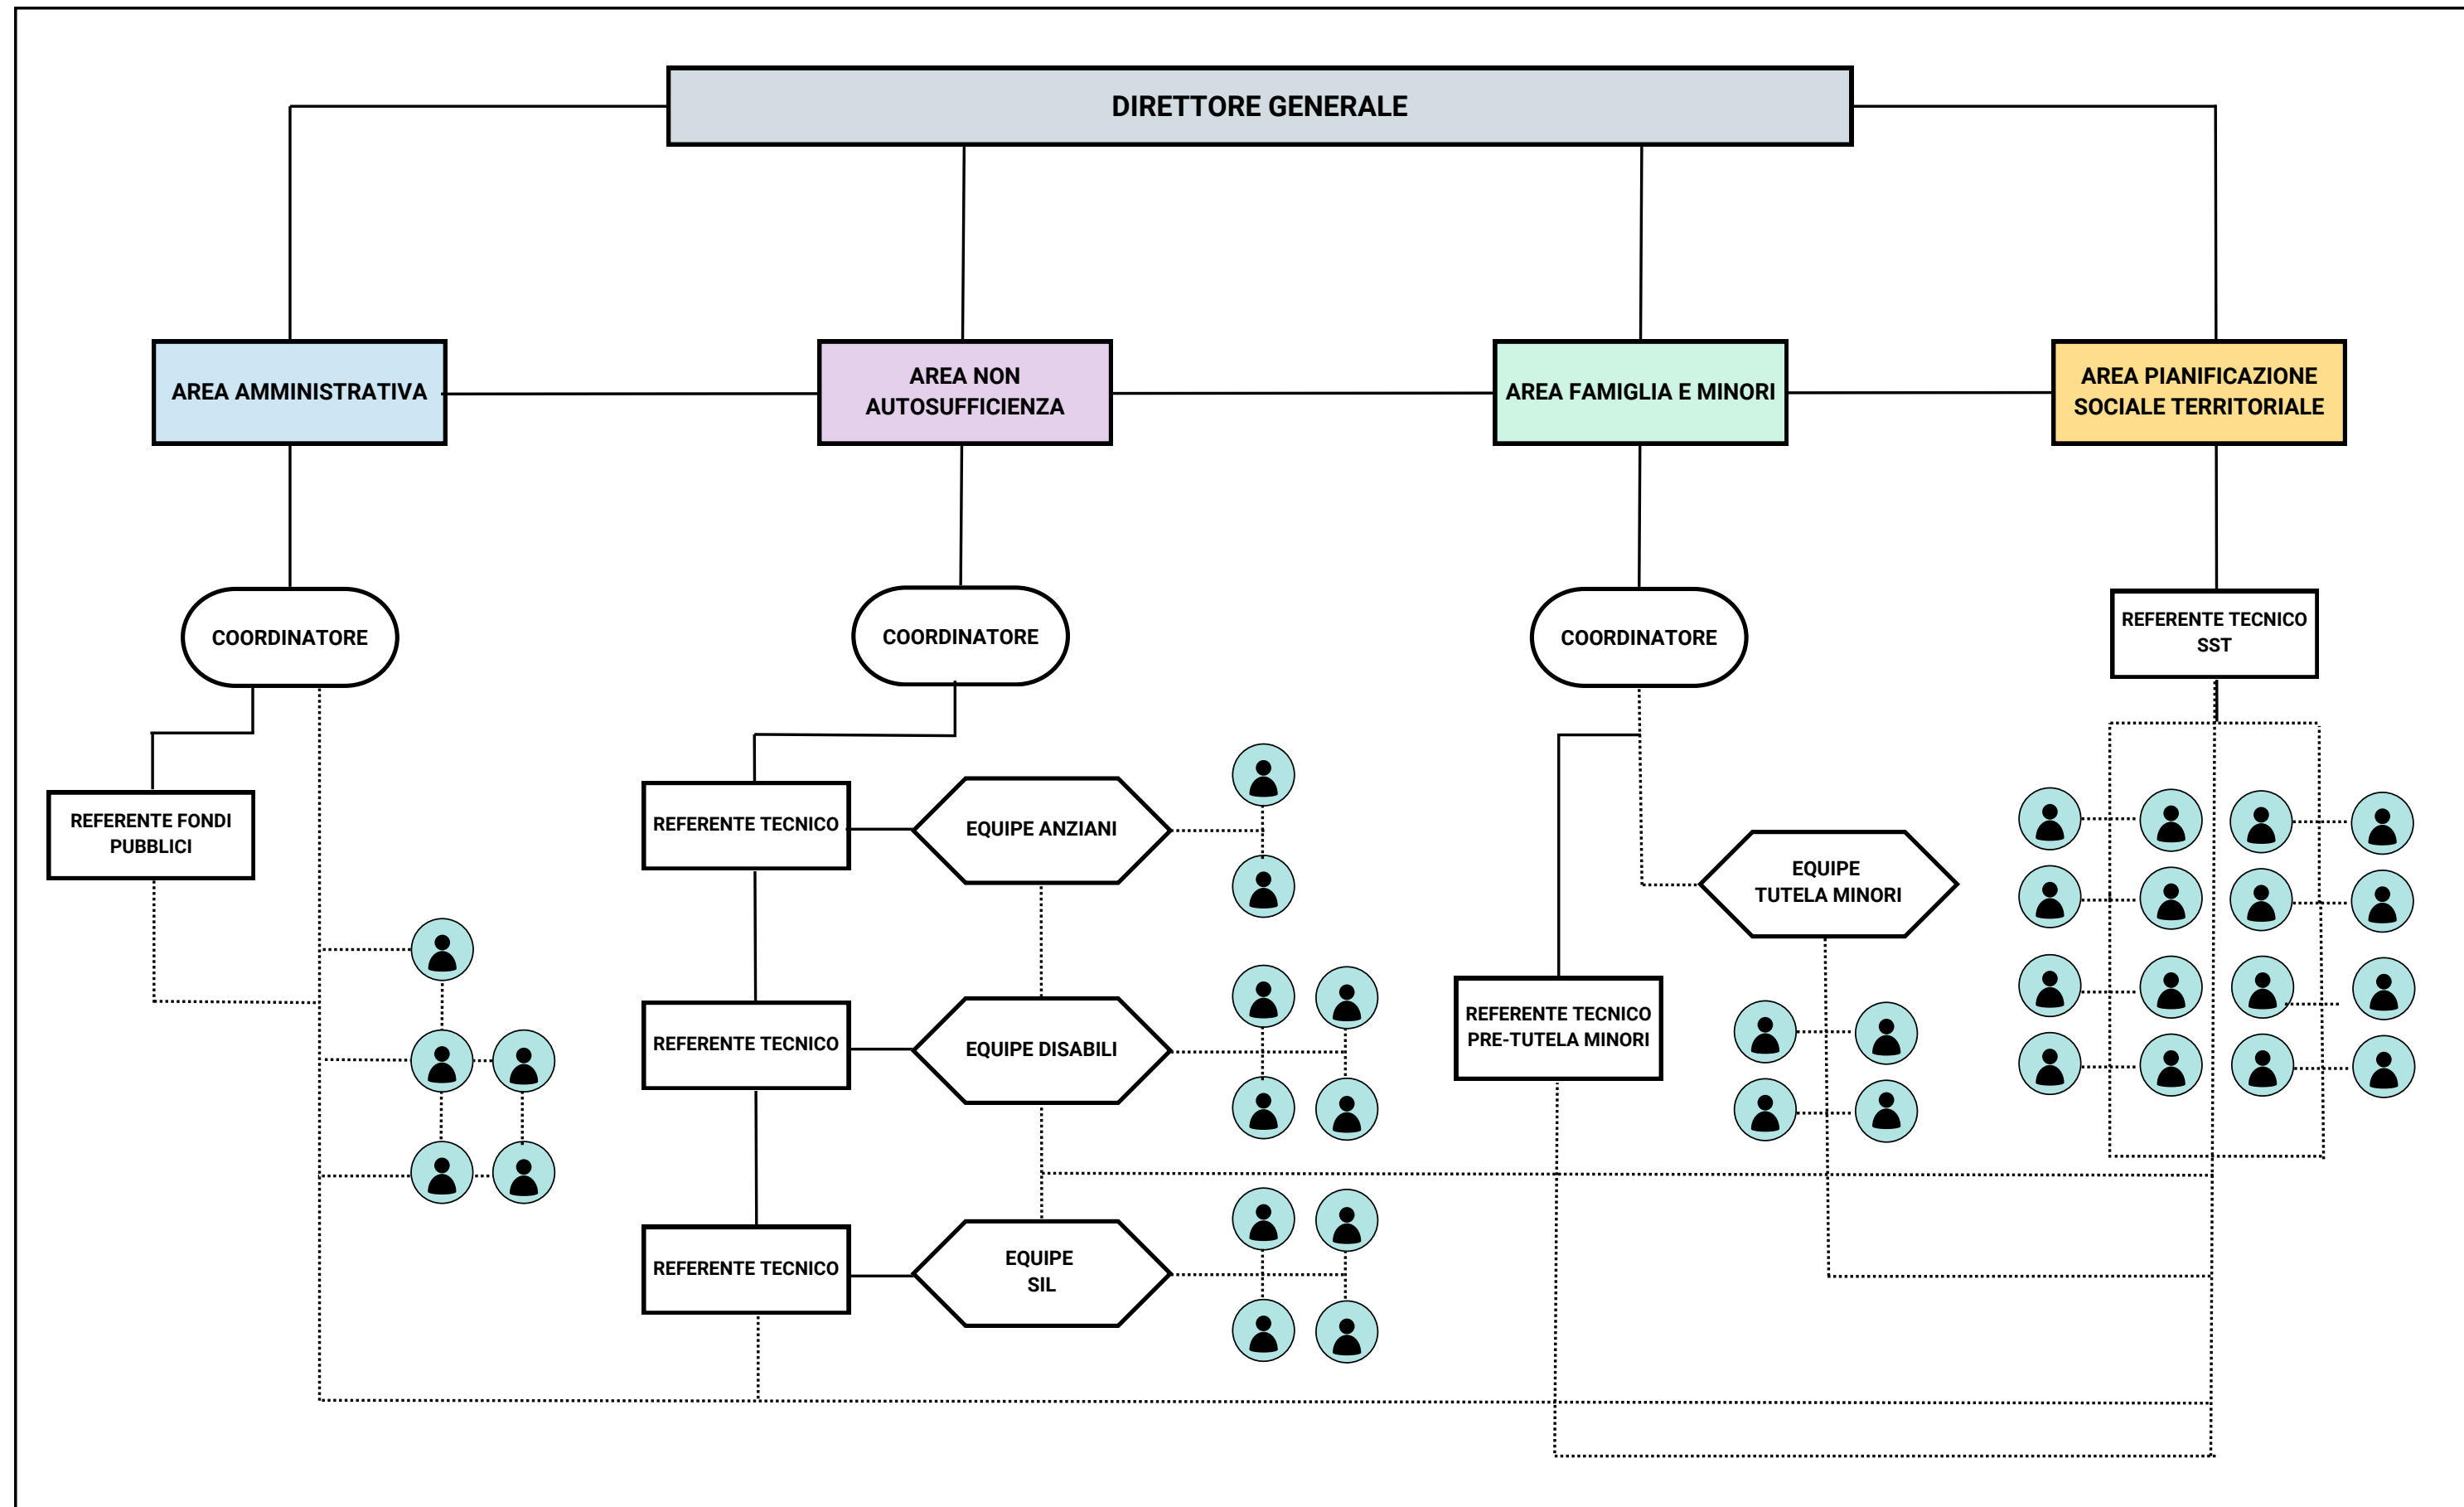 DIRETTORE GENERALE
AREA AMMINISTRATIVA
AREA NON
AUTOSUFFICIENZA
AREA FAMIGLIA E MINORI
AREA PIANIFICAZIONE
SOCIALE TERRITORIALE
COORDINATORE
COORDINATORE
COORDINATORE
REFERENTE TECNICO
SST
REFERENTE FONDI
PUBBLICI
REFERENTE TECNICO
EQUIPE ANZIANI
EQUIPE
TUTELA MINORI
REFERENTE TECNICO
EQUIPE DISABILI
REFERENTE TECNICO
PRE-TUTELA MINORI
REFERENTE TECNICO
EQUIPE
SIL